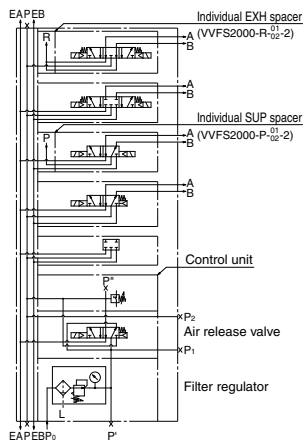 EAPEB
Individual EXH spacer
R
A
(VVFS2000-R-01/02-2)
B
A
B
Individual SUP spacer
P
A
(VVFS2000-P-01/02-2)
B
A
B
Control unit
P"
P2
Air release valve
P1
Filter regulator
L
EAPEBP0
P'